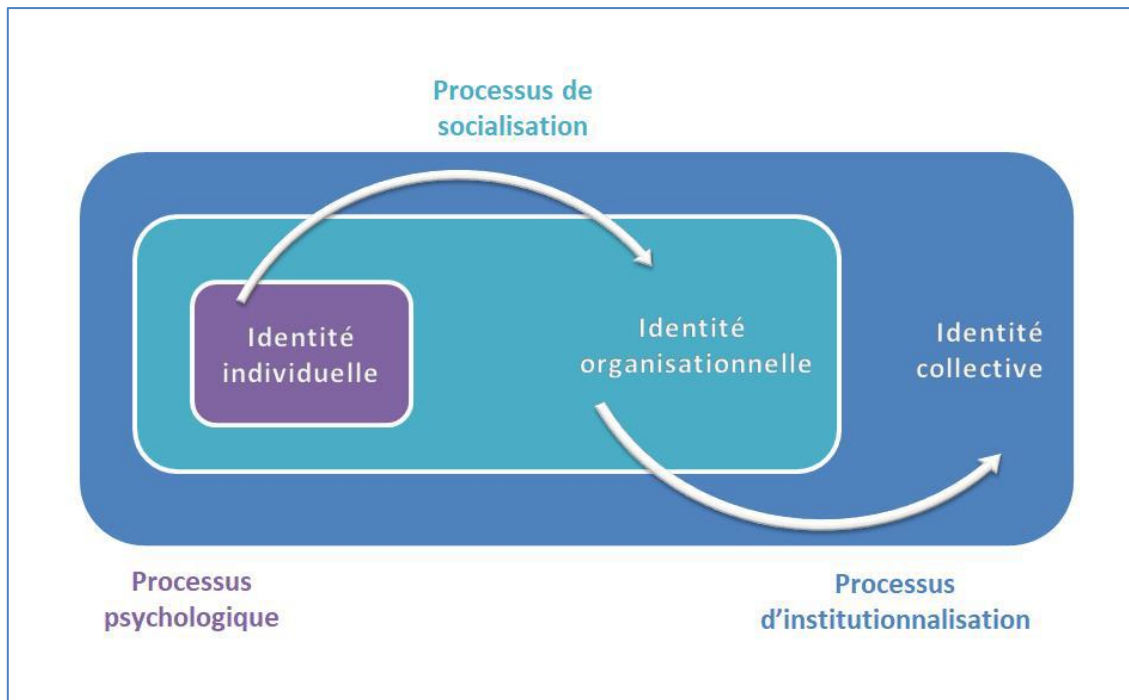 Processus de
socialisation
Identité
individuelle
Identité
organisationnelle
Identité
collective
Processus
psychologique
Processus
d’institutionnalisation